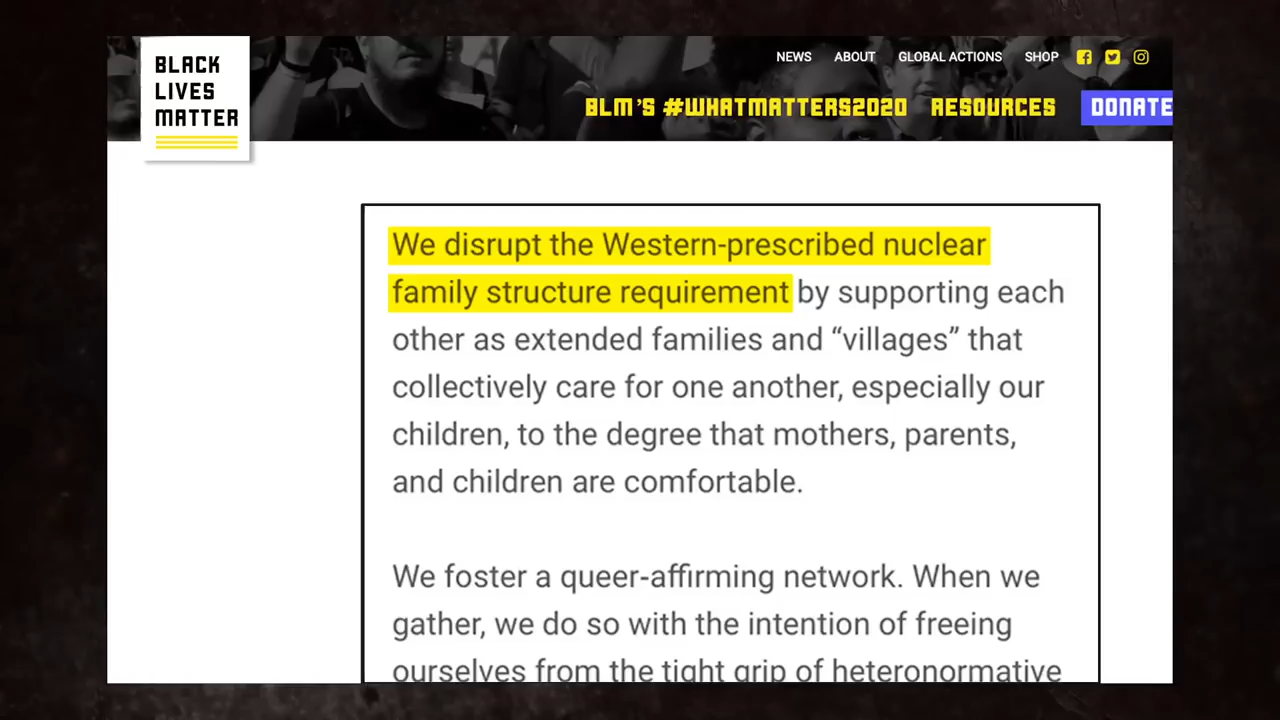 BLACK
LIVES
MATTER
NEWS ABOUT GLOBAL ACTIONS SHOP
BLM'S #WHATMATTERS2020 RESOURCES DONATE
We disrupt the Western-prescribed nuclear
family structure requirement by supporting each
other as extended families and “villages” that
collectively care for one another, especially our
children, to the degree that mothers, parents,
and children are comfortable.
We foster a queer-affirming network. When we
gather, we do so with the intention of freeing
ourselves from the tight grip of heteronormative